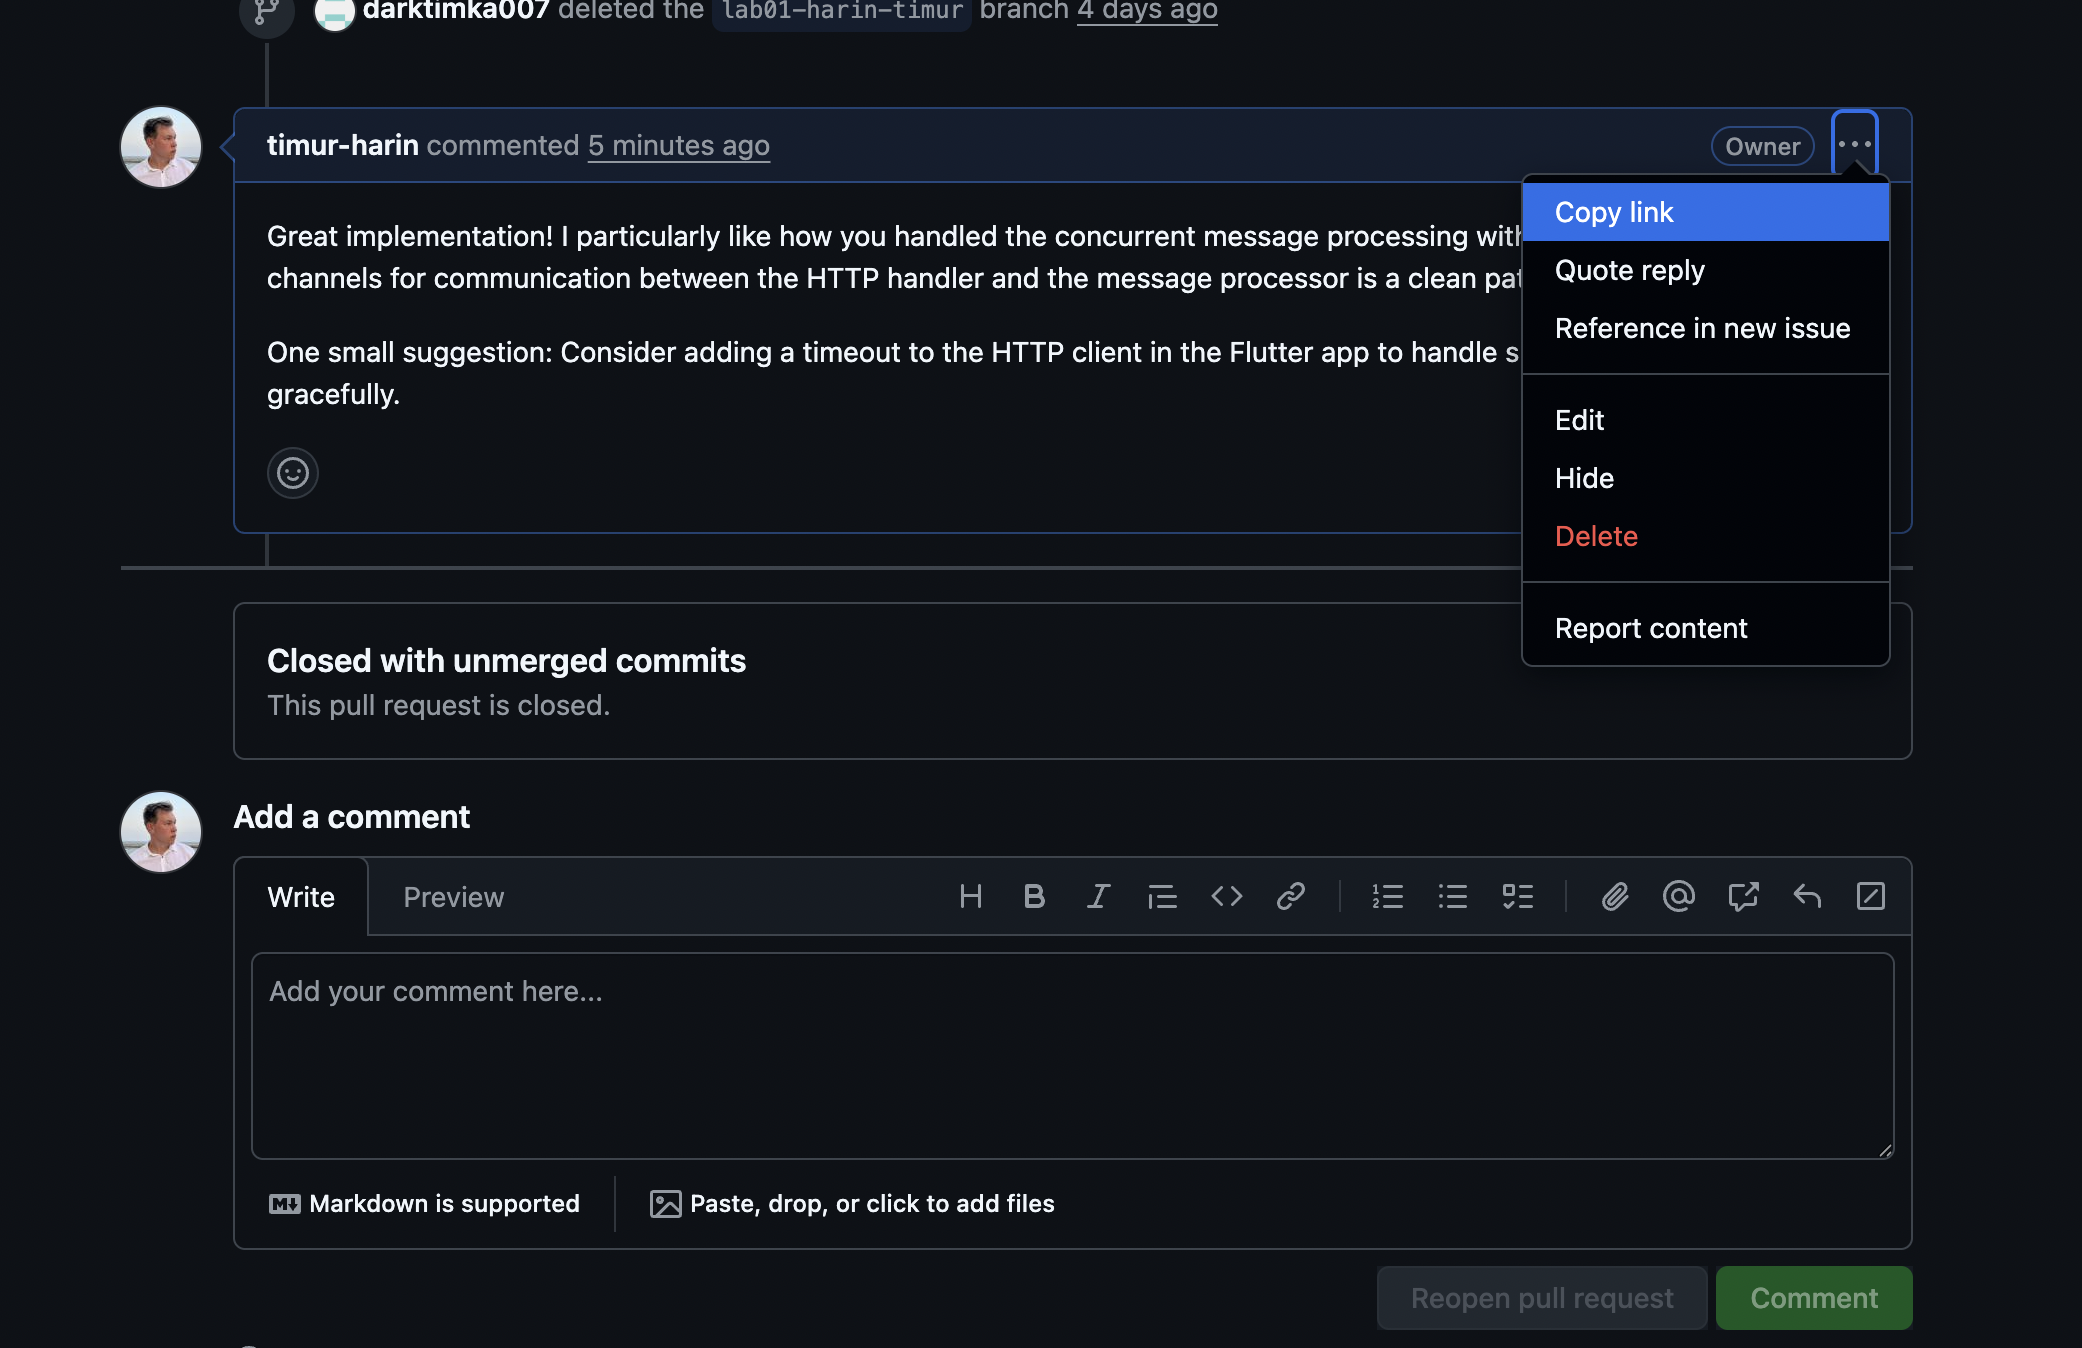 darktimka007 deleted the lab01-harin-timur branch 4 days ago
timur-harin commented 5 minutes ago
Owner
Great implementation! I particularly like how you handled the concurrent message processing with
channels for communication between the HTTP handler and the message processor is a clean
One small suggestion: Consider adding a timeout to the HTTP client in the Flutter app to handle
gracefully.
Copy link
Quote reply
Reference in new issue
Edit
Hide
Delete
Report content
Closed with unmerged commits
This pull request is closed.
Add a comment
Write
Preview
Add your comment here...
Markdown is supported
Paste, drop, or click to add files
Reopen pull request
Comment